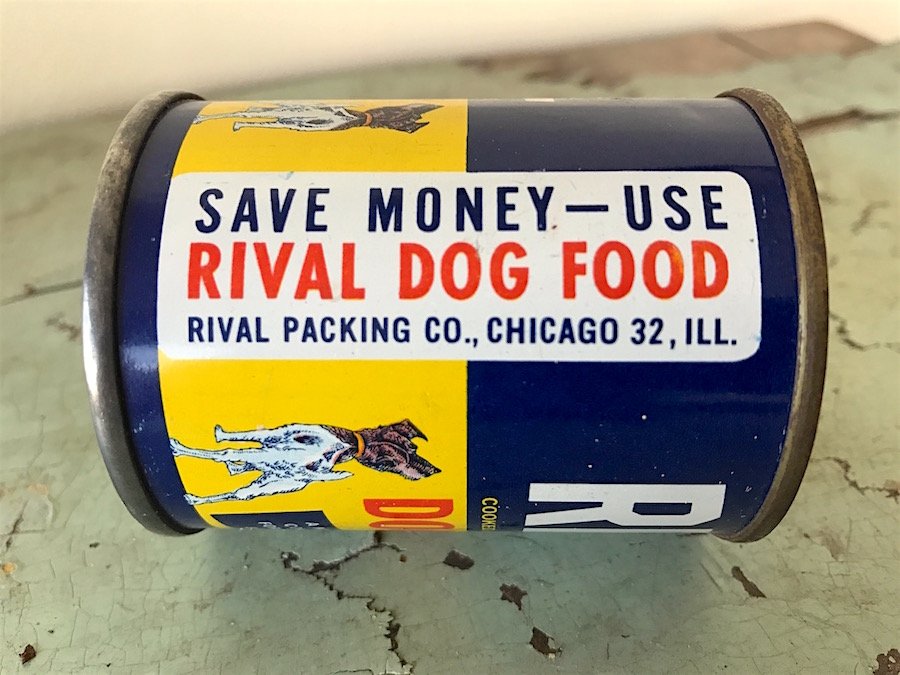 SAVE MONEY—USE
RIVAL DOG FOOD
RIVAL PACKING CO., CHICAGO 32, ILL.